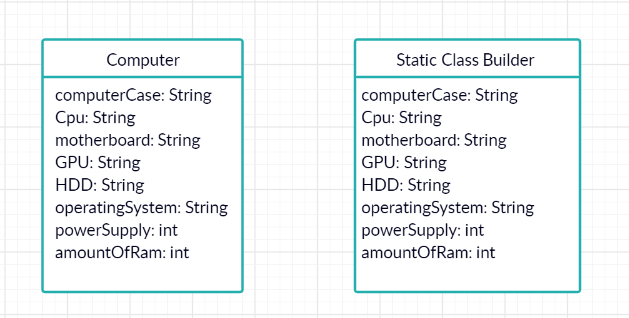 Computer
computerCase: String
Cpu: String
motherboard: String
GPU: String
HDD: String
operatingSystem: String
powerSupply: int
amountOfRam: int
Static Class Builder
computerCase: String
Cpu: String
motherboard: String
GPU: String
HDD: String
operatingSystem: String
powerSupply: int
amountOfRam: int